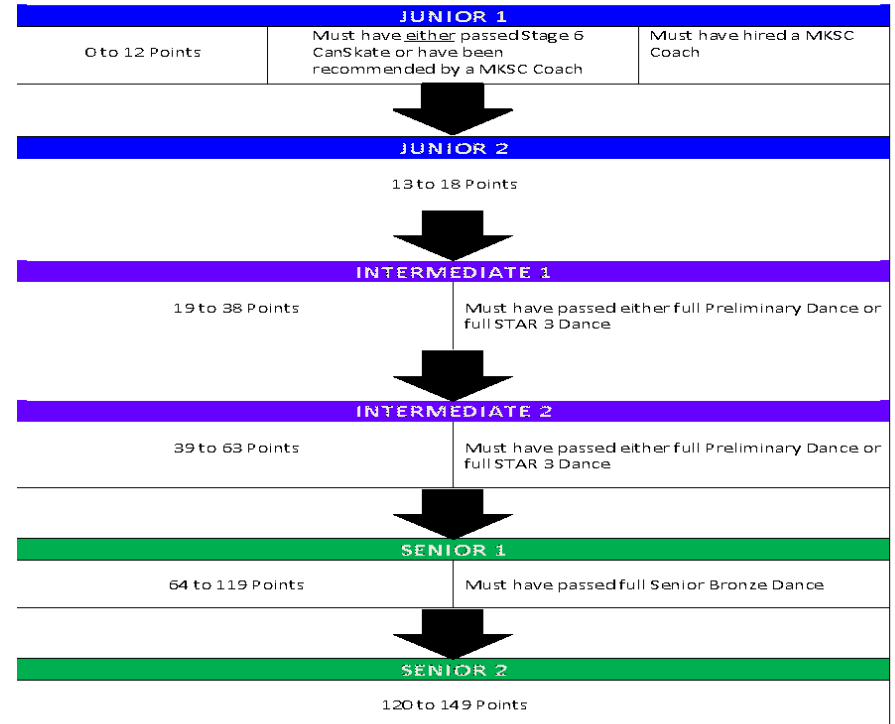 JUNIOR 1
0 to 12 Points
Must have either passed Stage 6
CanSkate or have been
recommended by a MKSC Coach
Must have hired a MKSC
Coach
JUNIOR 2
13 to 18 Points
INTERMEDIATE 1
19 to 38 Points
Must have passed either full Preliminary Dance or
full STAR 3 Dance
INTERMEDIATE 2
39 to 63 Points
Must have passed either full Preliminary Dance or
full STAR 3 Dance
SENIOR 1
64 to 119 Points
Must have passed full Senior Bronze Dance
SENIOR 2
120 to 149 Points